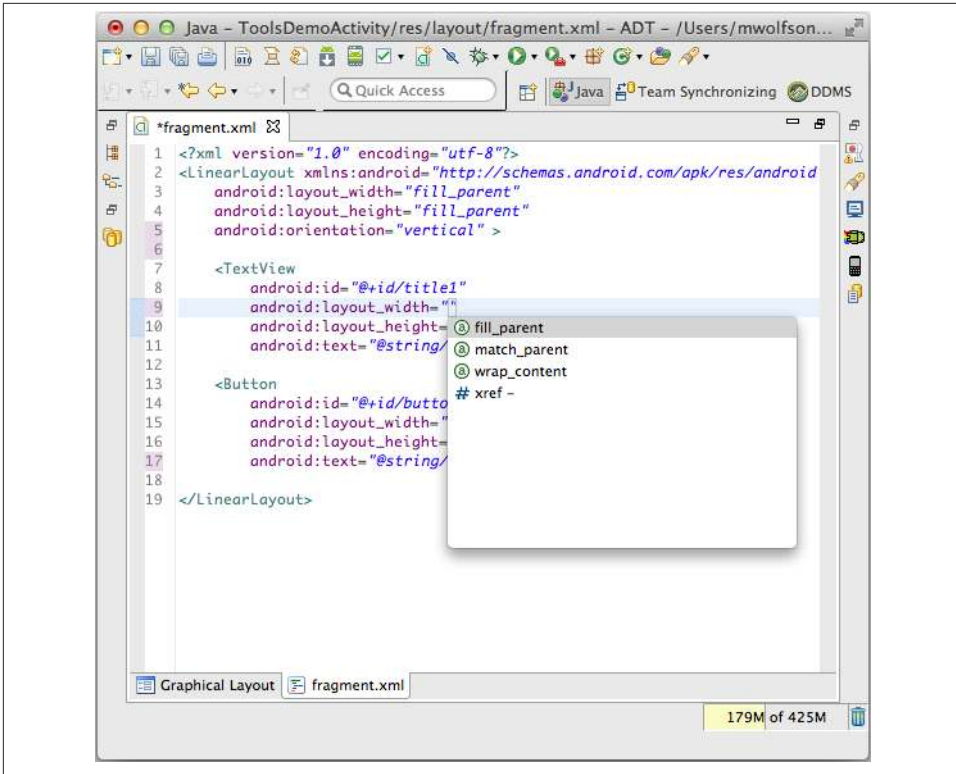 Java – ToolsDemoActivity/res/layout/fragment.xml – ADT – /Users/mwolfson...
Quick Access
Java
Team Synchronizing
DDMS
*fragment.xml
1 <?xml version="1.0" encoding="utf-8"?>
2 <LinearLayout xmlns:android="http://schemas.android.com/apk/res/android
3 android:layout_width="fill_parent"
4 android:layout_height="fill_parent"
5 android:orientation="vertical" >
6
7 <TextView
8 android:id="@+id/title1"
9 android:layout_width=""
10 android:layout_height=
11 android:text="@string/
12
13 <Button
14 android:id="@+id/butto
15 android:layout_width="
16 android:layout_height=
17 android:text="@string/
18
19 </LinearLayout>
fill_parent
match_parent
wrap_content
# xref –
Graphical Layout
fragment.xml
179M of 425M